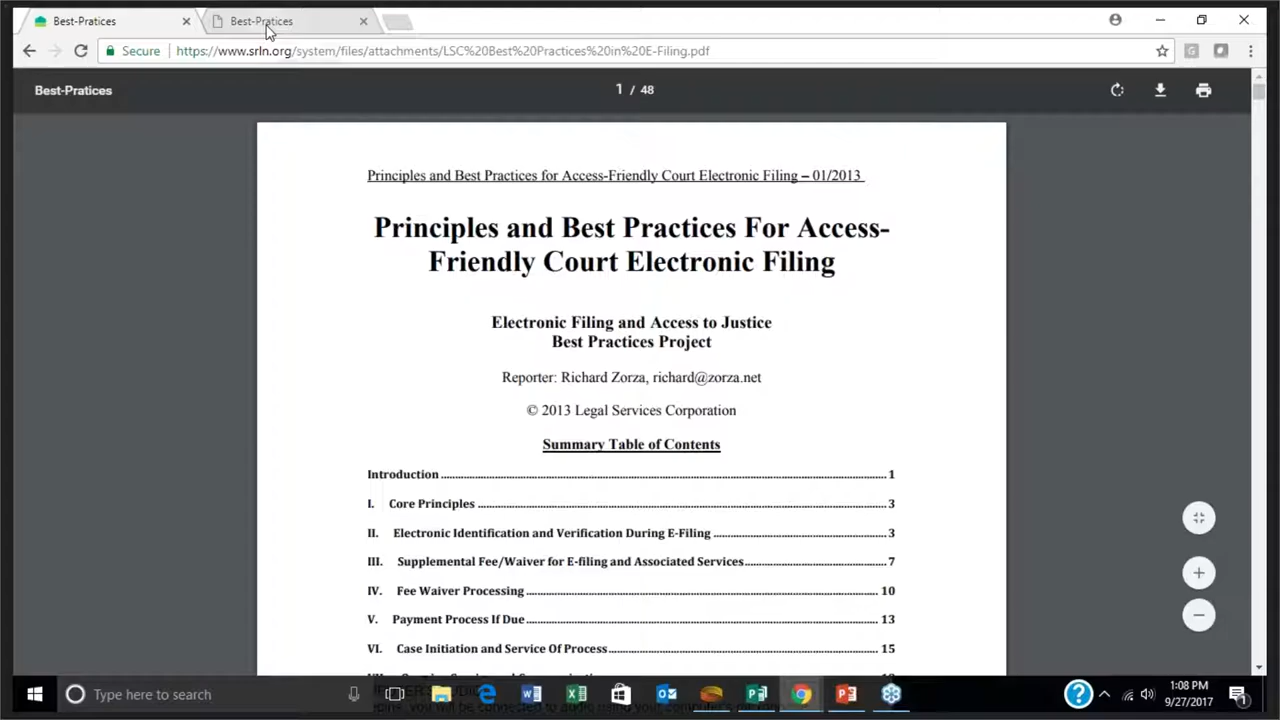 Best-Pratices
Best-Pratices
Secure
https://www.srln.org/system/files/attachments/LSC%20Best%20Practices%20in%20E-Filing.pdf
Best-Pratices
1 / 48
Principles and Best Practices for Access-Friendly Court Electronic Filing – 01/2013
Principles and Best Practices For Access-
Friendly Court Electronic Filing
Electronic Filing and Access to Justice
Best Practices Project
Reporter: Richard Zorza, richard@zorza.net
© 2013 Legal Services Corporation
Summary Table of Contents
Introduction 1
I. Core Principles 3
II. Electronic Identification and Verification During E-Filing 3
III. Supplemental Fee/Waiver for E-filing and Associated Services 7
IV. Fee Waiver Processing 10
V. Payment Process If Due 13
VI. Case Initiation and Service Of Process 15
Type here to search
1:08 PM
9/27/2017